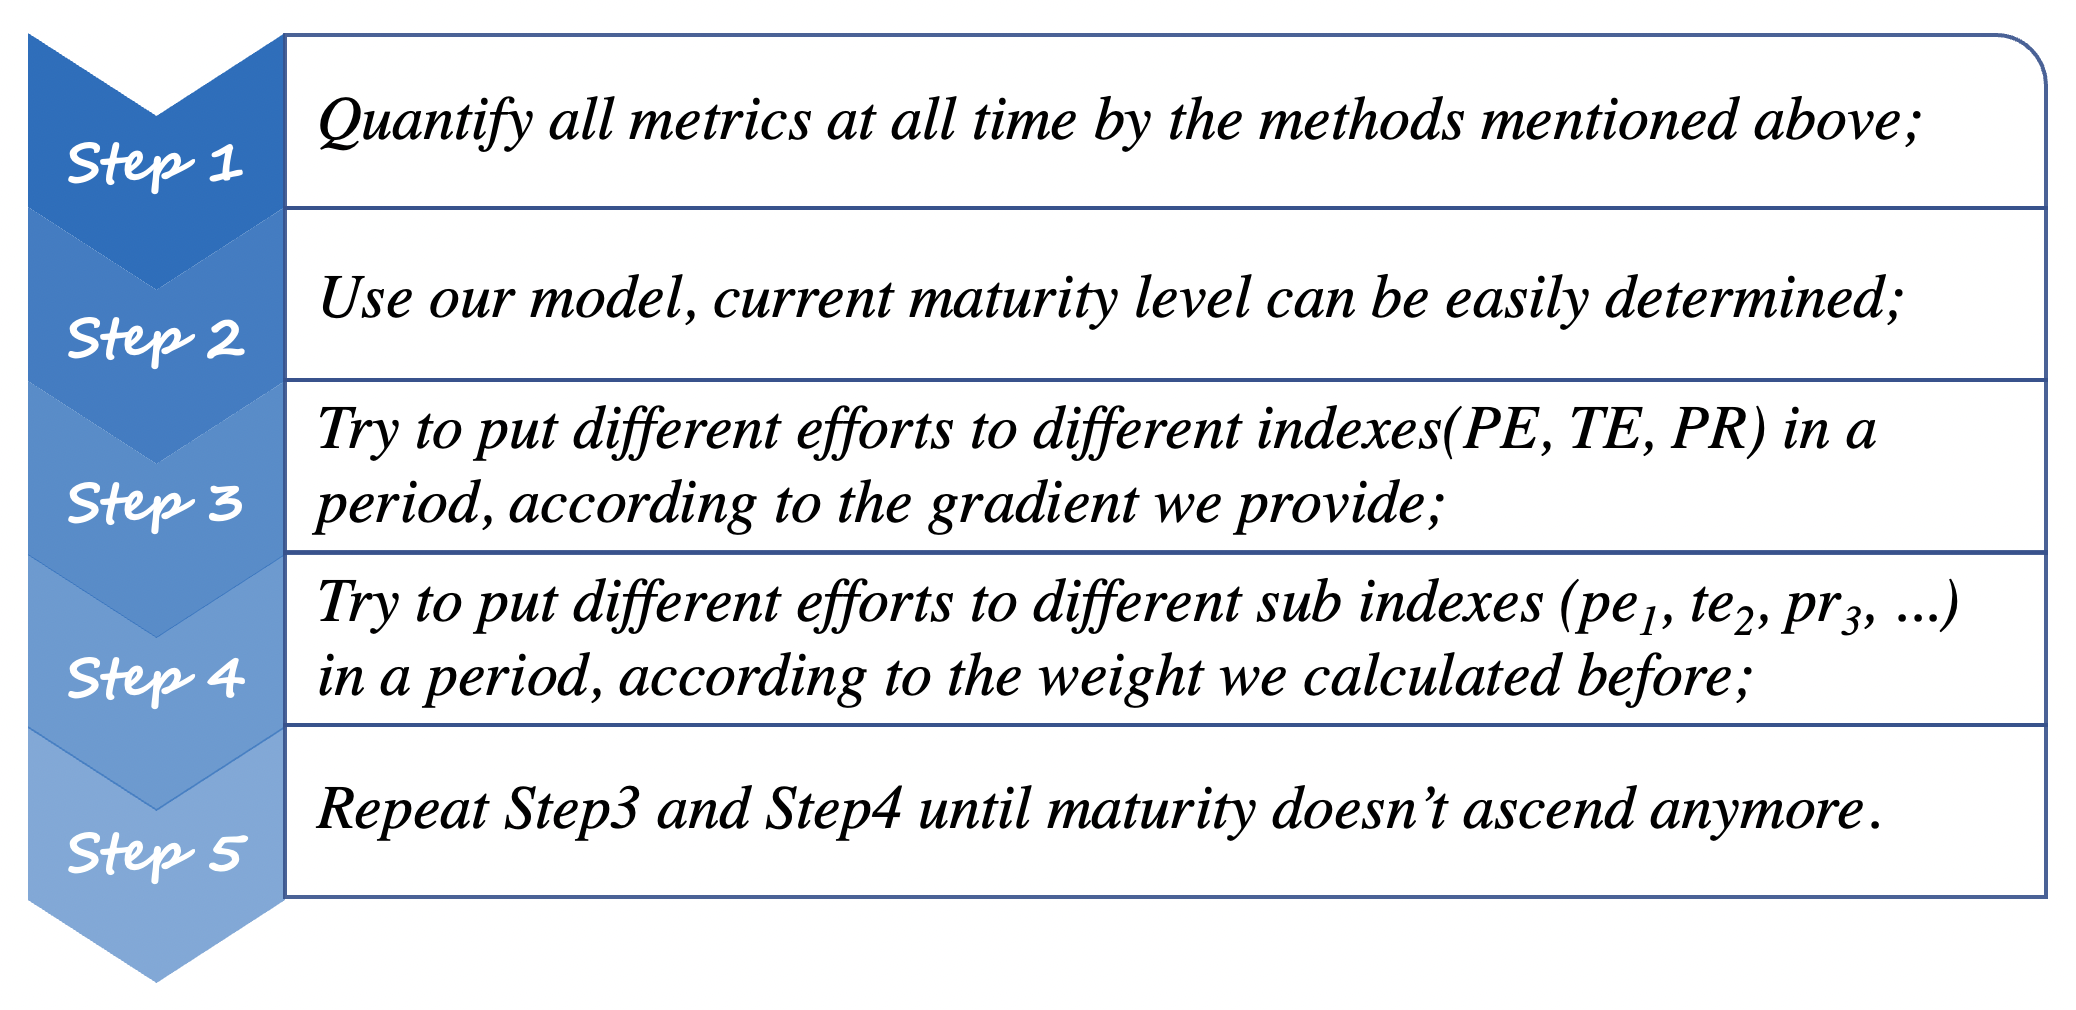 Step 1
Quantify all metrics at all time by the methods mentioned above;
Step 2
Use our model, current maturity level can be easily determined;
Step 3
Try to put different efforts to different indexes(PE, TE, PR) in a
period, according to the gradient we provide;
Step 4
Try to put different efforts to different sub indexes (pe₁, te₂, pr₃, ...)
in a period, according to the weight we calculated before;
Step 5
Repeat Step3 and Step4 until maturity doesn’t ascend anymore.